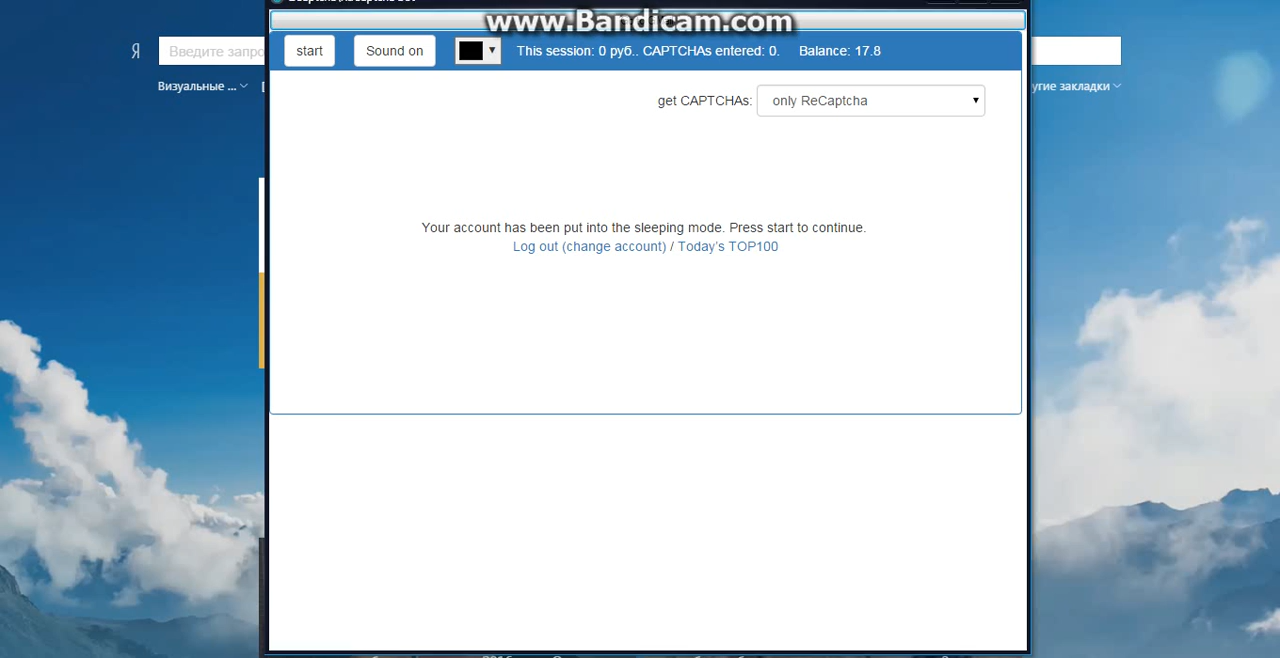 www.Bandicam.com
start
Sound on
This session: 0 руб.. CAPTCHAs entered: 0.
Balance: 17.8
Я
Введите запро
Визуальные ...
угие закладки
get CAPTCHAs:
only ReCaptcha
Your account has been put into the sleeping mode. Press start to continue.
Log out (change account) / Today's TOP100